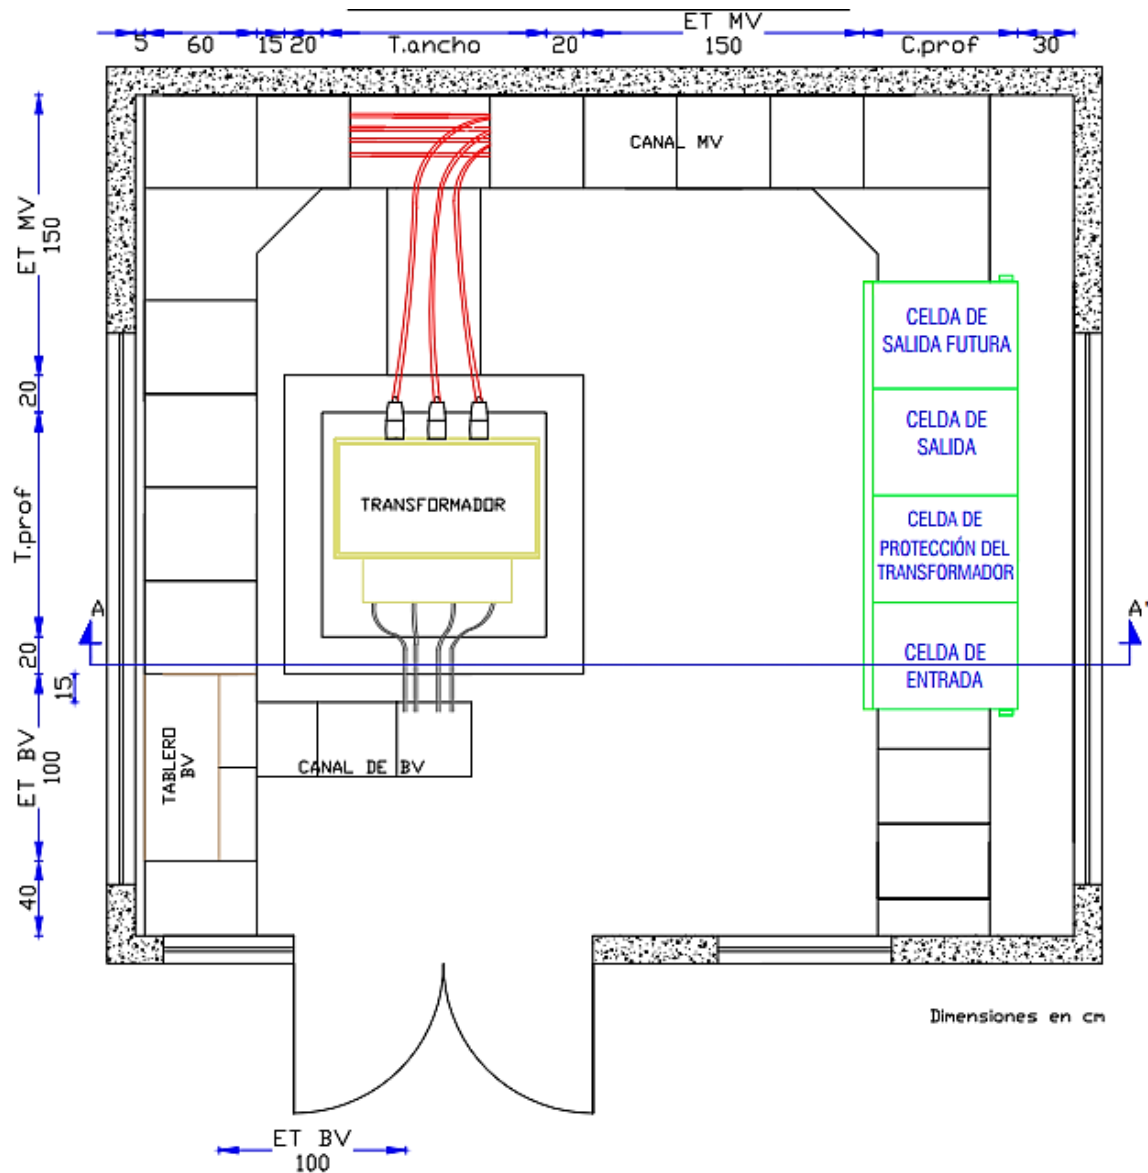 ET MV
5 60 15 20 T.ancho 20 150 C.prof 30
CANAL MV
ET MV
150
CELDA DE
SALIDA FUTURA
20
CELDA DE
SALIDA
T.prof
TRANSFORMADOR
CELDA DE
PROTECCIÓN DEL
TRANSFORMADOR
A
A'
20
CELDA DE
ENTRADA
15
ET BV
100
TABLERO
BV
CANAL DE BV
40
Dimensiones en cm
ET BV
100